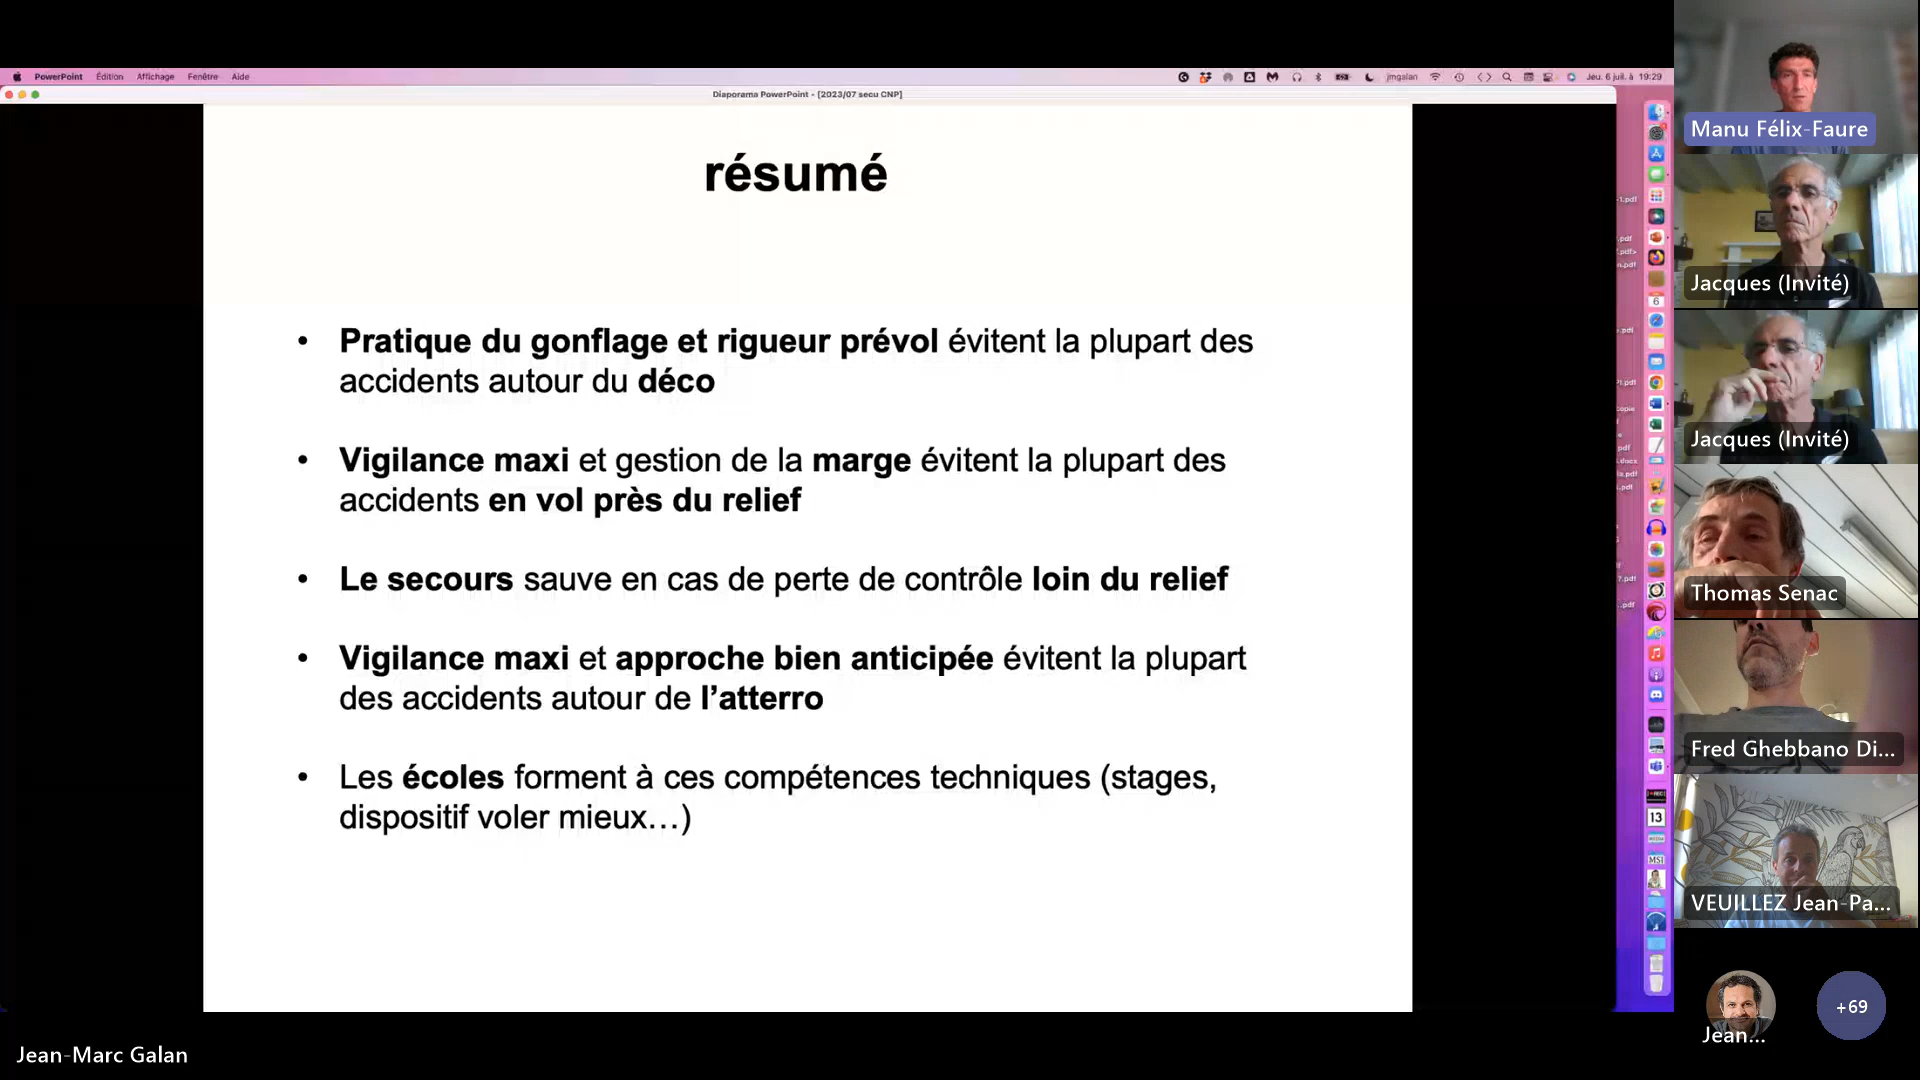 PowerPoint Édition Affichage Fenêtre Aide
jmgalan
Jeu. 6 juil. à 19:29
Diaporama PowerPoint - [2023/07 secu CNP]
résumé
• Pratique du gonflage et rigueur prévol évitent la plupart des
accidents autour du déco
• Vigilance maxi et gestion de la marge évitent la plupart des
accidents en vol près du relief
• Le secours sauve en cas de perte de contrôle loin du relief
• Vigilance maxi et approche bien anticipée évitent la plupart
des accidents autour de l’atterro
• Les écoles forment à ces compétences techniques (stages,
dispositif voler mieux…)
Manu Félix-Faure
Jacques (Invité)
Jacques (Invité)
Thomas Senac
Fred Ghebbano Di...
VEUILLEZ Jean-Pa...
Jean...
+69
Jean-Marc Galan
6
13
MSI